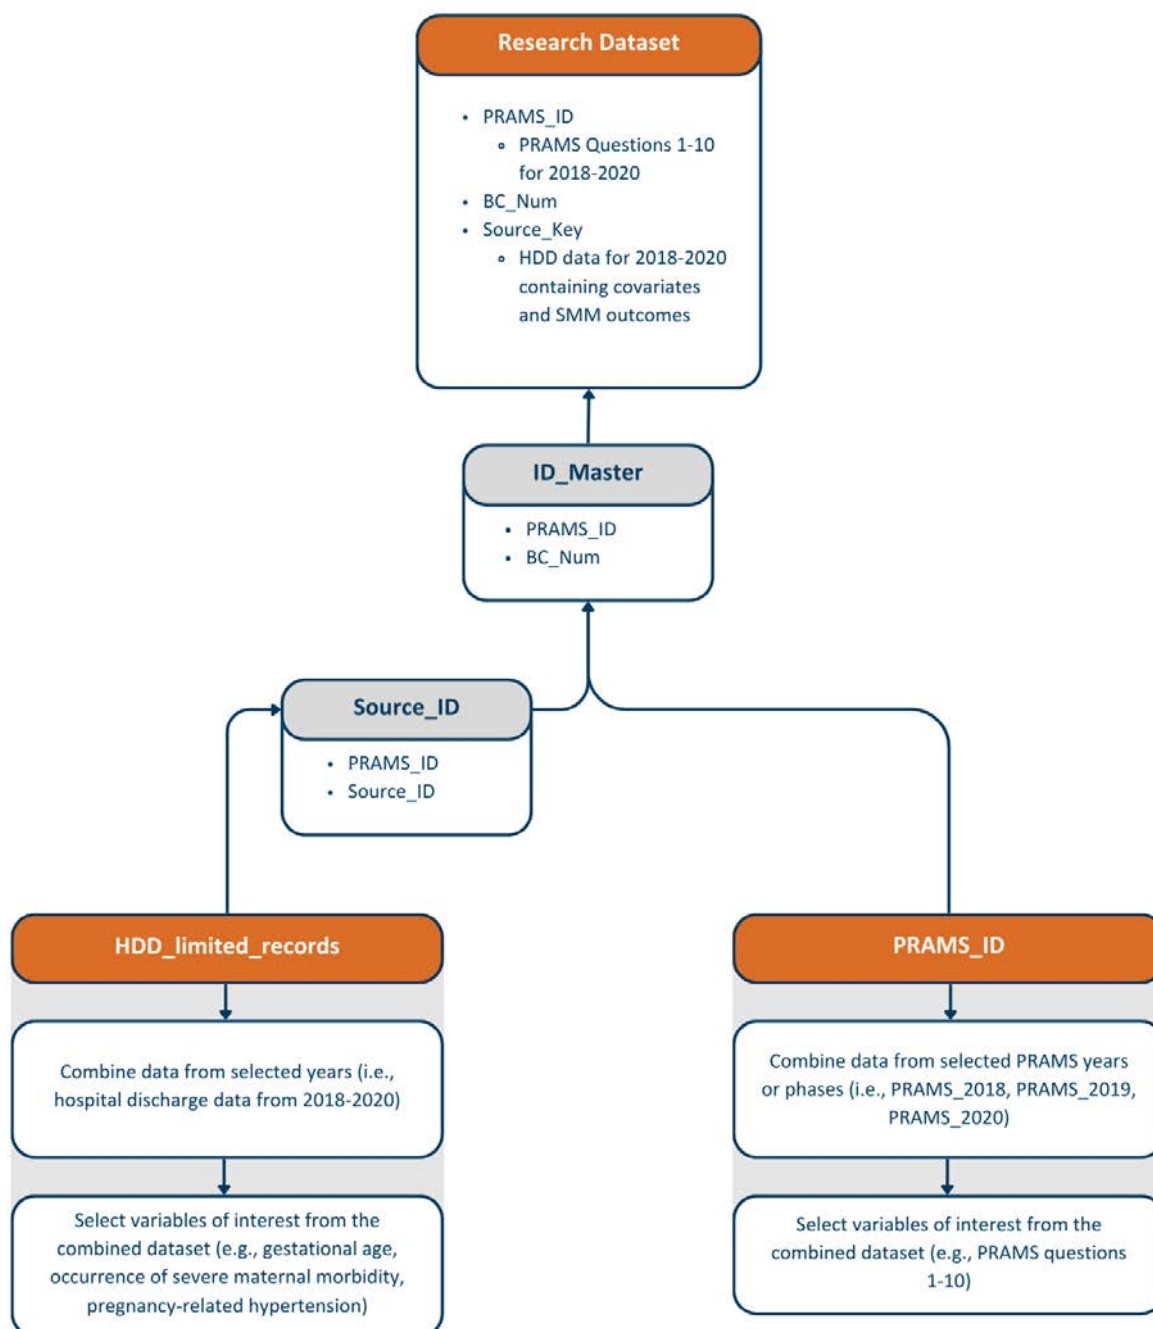 Research Dataset
• PRAMS_ID
∘ PRAMS Questions 1-10
for 2018-2020
• BC_Num
• Source_Key
∘ HDD data for 2018-2020
containing covariates
and SMM outcomes
ID_Master
• PRAMS_ID
• BC_Num
Source_ID
• PRAMS_ID
• Source_ID
HDD_limited_records
Combine data from selected years (i.e.,
hospital discharge data from 2018-2020)
Select variables of interest from the
combined dataset (e.g., gestational age,
occurrence of severe maternal morbidity,
pregnancy-related hypertension)
PRAMS_ID
Combine data from selected PRAMS years
or phases (i.e., PRAMS_2018, PRAMS_2019,
PRAMS_2020)
Select variables of interest from the
combined dataset (e.g., PRAMS questions
1-10)